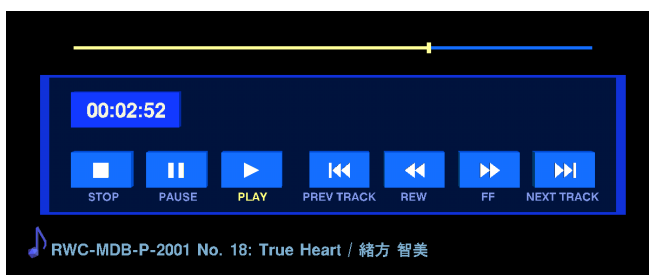 00:02:52
STOP PAUSE PLAY PREV TRACK REW FF NEXT TRACK
RWC-MDB-P-2001 No. 18: True Heart / 緒方 智美